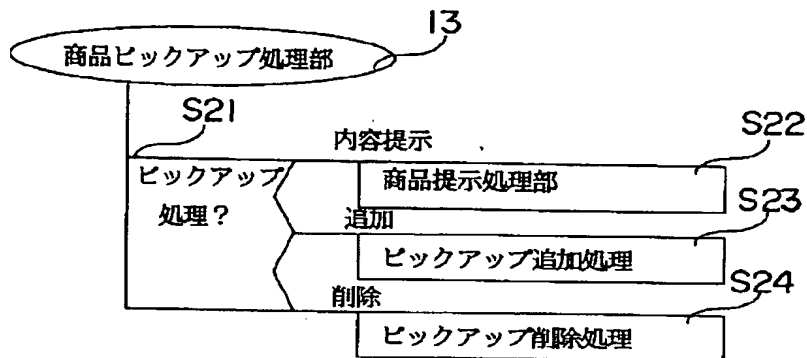 13
商品ピックアップ処理部
S21
内容提示
S22
ピックアップ
処理?
商品提示処理部
追加
S23
ピックアップ追加処理
削除
S24
ピックアップ削除処理